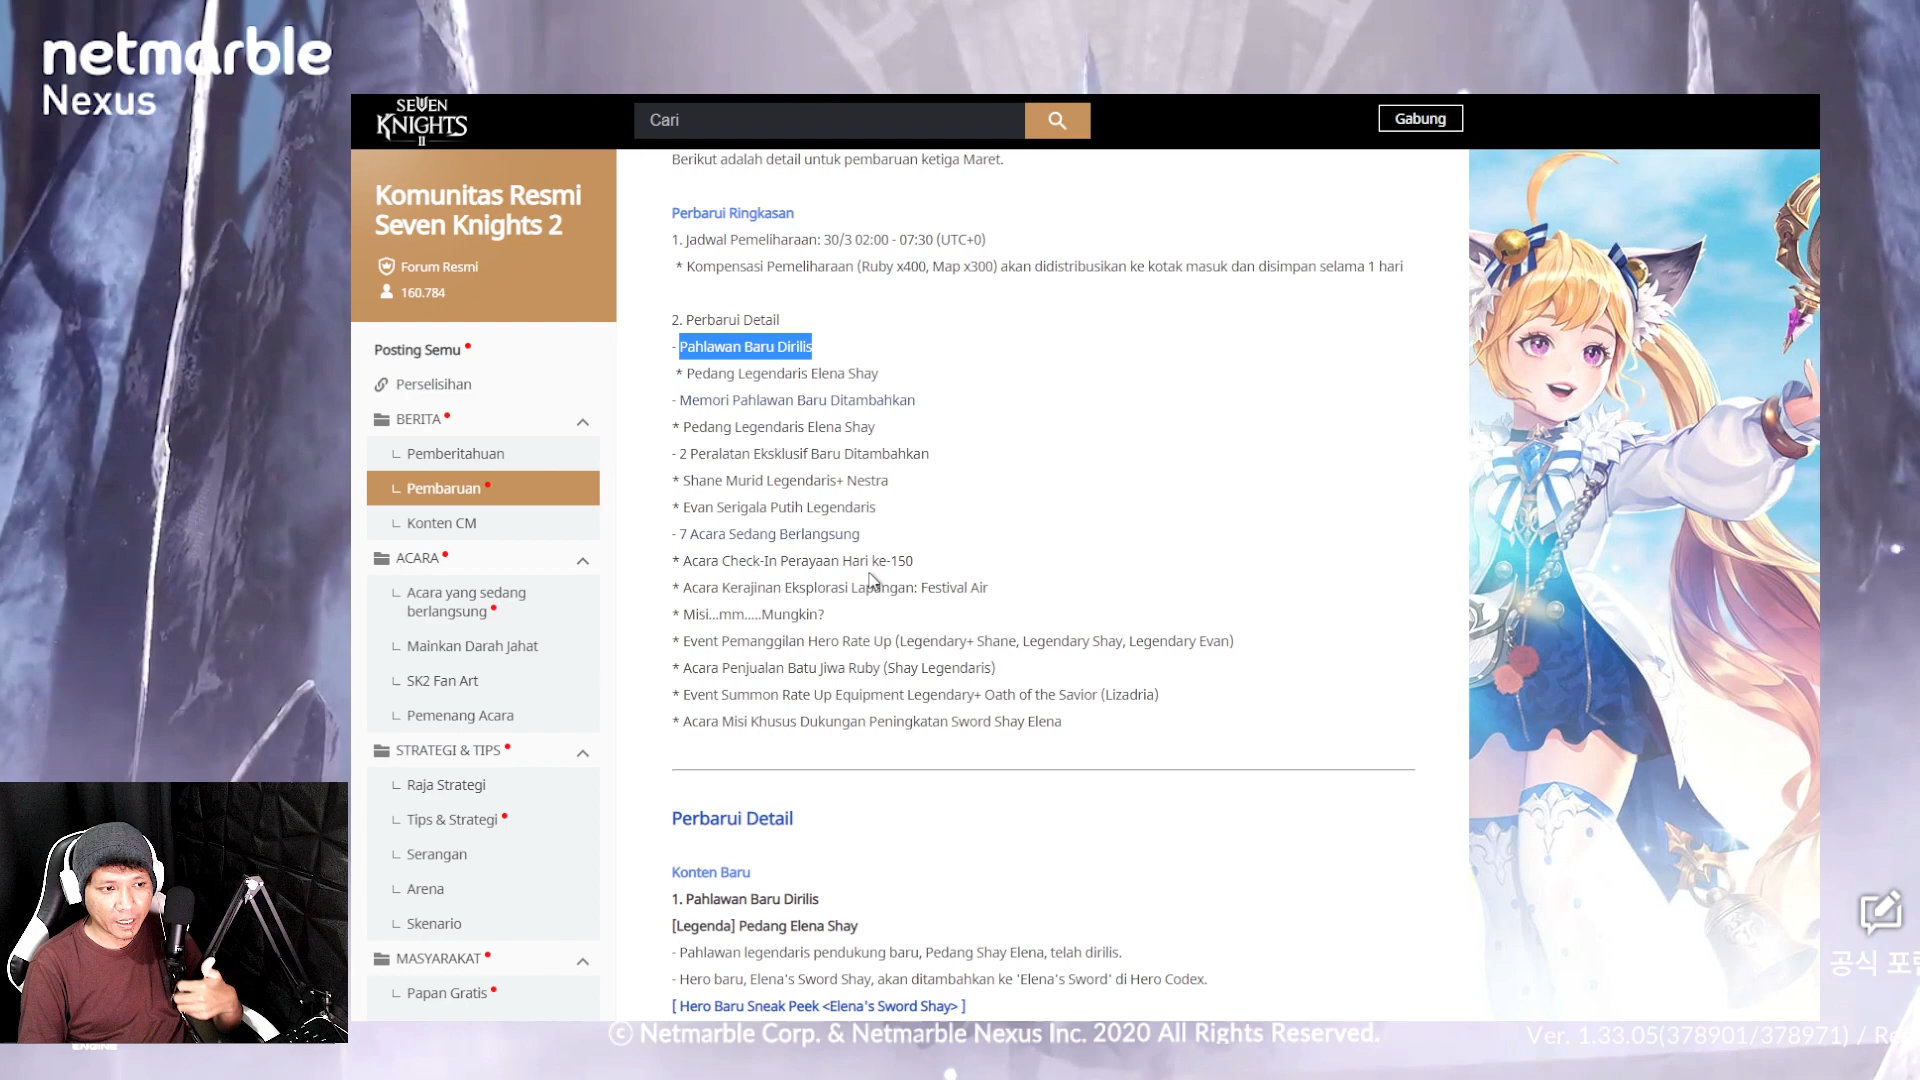 netmarble
Nexus
SEVEN
KNIGHTS
II
Cari
Gabung
Komunitas Resmi
Seven Knights 2
Forum Resmi
160.784
Posting Semu
Perselisihan
BERITA
Pemberitahuan
Pembaruan
Konten CM
ACARA
Acara yang sedang
berlangsung
Mainkan Darah Jahat
SK2 Fan Art
Pemenang Acara
STRATEGI & TIPS
Raja Strategi
Tips & Strategi
Serangan
Arena
Skenario
MASYARAKAT
Papan Gratis
Berikut adalah detail untuk pembaruan ketiga Maret.
Perbarui Ringkasan
1. Jadwal Pemeliharaan: 30/3 02:00 - 07:30 (UTC+0)
* Kompensasi Pemeliharaan (Ruby x400, Map x300) akan didistribusikan ke kotak masuk dan disimpan selama 1 hari
2. Perbarui Detail
- Pahlawan Baru Dirilis
* Pedang Legendaris Elena Shay
- Memori Pahlawan Baru Ditambahkan
* Pedang Legendaris Elena Shay
- 2 Peralatan Eksklusif Baru Ditambahkan
* Shane Murid Legendaris+ Nestra
* Evan Serigala Putih Legendaris
- 7 Acara Sedang Berlangsung
* Acara Check-In Perayaan Hari ke-150
* Acara Kerajinan Eksplorasi Lapangan: Festival Air
* Misi...mm.....Mungkin?
* Event Pemanggilan Hero Rate Up (Legendary+ Shane, Legendary Shay, Legendary Evan)
* Acara Penjualan Batu Jiwa Ruby (Shay Legendaris)
* Event Summon Rate Up Equipment Legendary+ Oath of the Savior (Lizadria)
* Acara Misi Khusus Dukungan Peningkatan Sword Shay Elena
Perbarui Detail
Konten Baru
1. Pahlawan Baru Dirilis
[Legenda] Pedang Elena Shay
- Pahlawan legendaris pendukung baru, Pedang Shay Elena, telah dirilis.
- Hero baru, Elena's Sword Shay, akan ditambahkan ke 'Elena's Sword' di Hero Codex.
[ Hero Baru Sneak Peek <Elena's Sword Shay> ]
공식 포
ENGINE
© Netmarble Corp. & Netmarble Nexus Inc. 2020 All Rights Reserved.
Ver. 1.33.05(378901/378971) / Re